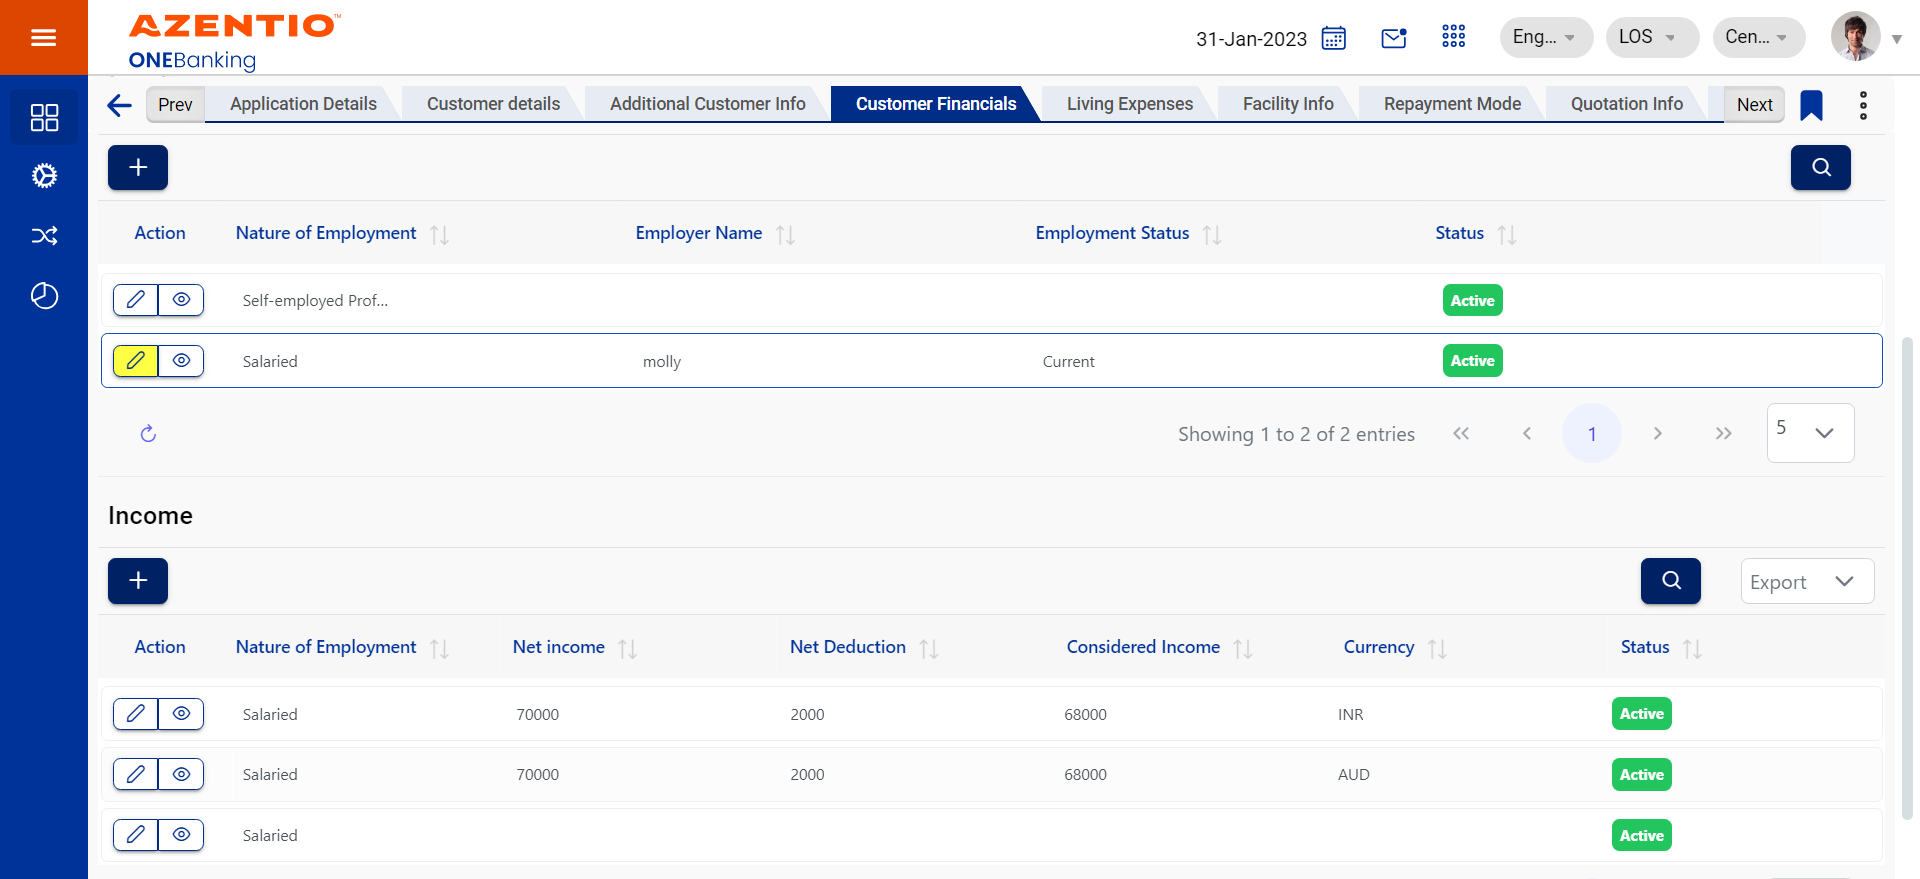 AZENTIO™
ONEBanking
31-Jan-2023
Eng...
LOS
Cen...
Prev
Application Details
Customer details
Additional Customer Info
Customer Financials
Living Expenses
Facility Info
Repayment Mode
Quotation Info
Next
Action Nature of Employment Employer Name Employment Status Status
Self-employed Prof... Active
Salaried molly Current Active
Showing 1 to 2 of 2 entries 1 5
Income
Export
Action Nature of Employment Net income Net Deduction Considered Income Currency Status
Salaried 70000 2000 68000 INR Active
Salaried 70000 2000 68000 AUD Active
Salaried Active